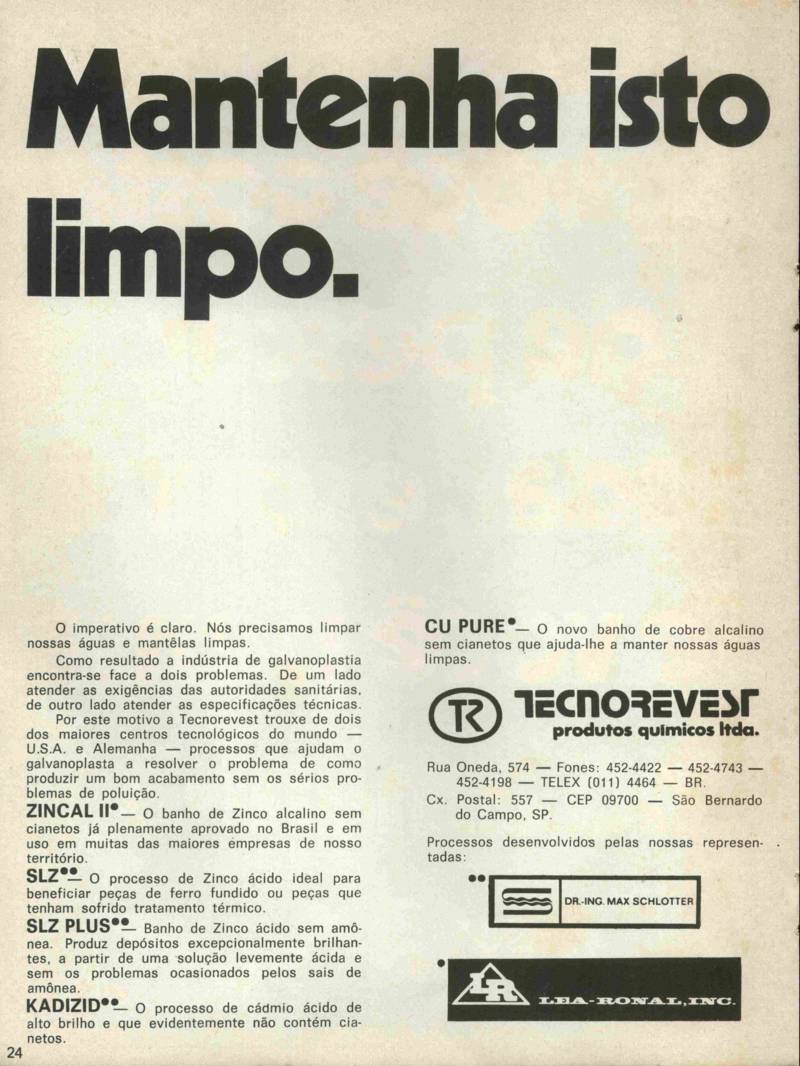 Mantenha isto
limpo.
O imperativo é claro. Nós precisamos limpar
nossas águas e mantêlas limpas.
Como resultado a indústria de galvanoplastia
encontra-se face a dois problemas. De um lado
atender as exigências das autoridades sanitárias,
de outro lado atender as especificações técnicas.
Por este motivo a Tecnorevest trouxe de dois
dos maiores centros tecnológicos do mundo —
U.S.A. e Alemanha — processos que ajudam o
galvanoplasta a resolver o problema de como
produzir um bom acabamento sem os sérios pro-
blemas de poluição.
ZINCAL II•— O banho de Zinco alcalino sem
cianetos já plenamente aprovado no Brasil e em
uso em muitas das maiores empresas de nosso
território.
SLZ••— O processo de Zinco ácido ideal para
beneficiar peças de ferro fundido ou peças que
tenham sofrido tratamento térmico.
SLZ PLUS••— Banho de Zinco ácido sem amô-
nea. Produz depósitos excepcionalmente brilhan-
tes, a partir de uma solução levemente ácida e
sem os problemas ocasionados pelos sais de
amônea.
KADIZID••— O processo de cádmio ácido de
alto brilho e que evidentemente não contém cia-
netos.
24
CU PURE•— O novo banho de cobre alcalino
sem cianetos que ajuda-lhe a manter nossas águas
limpas.
TR TECNOREVEST
produtos químicos ltda.
Rua Oneda, 574 — Fones: 452-4422 — 452-4743 —
452-4198 — TELEX (011) 4464 — BR.
Cx. Postal: 557 — CEP 09700 — São Bernardo
do Campo, SP.
Processos desenvolvidos pelas nossas represen-
tadas:
•• DR.-ING. MAX SCHLOTTER
• LR LEA-RONAL, INC.